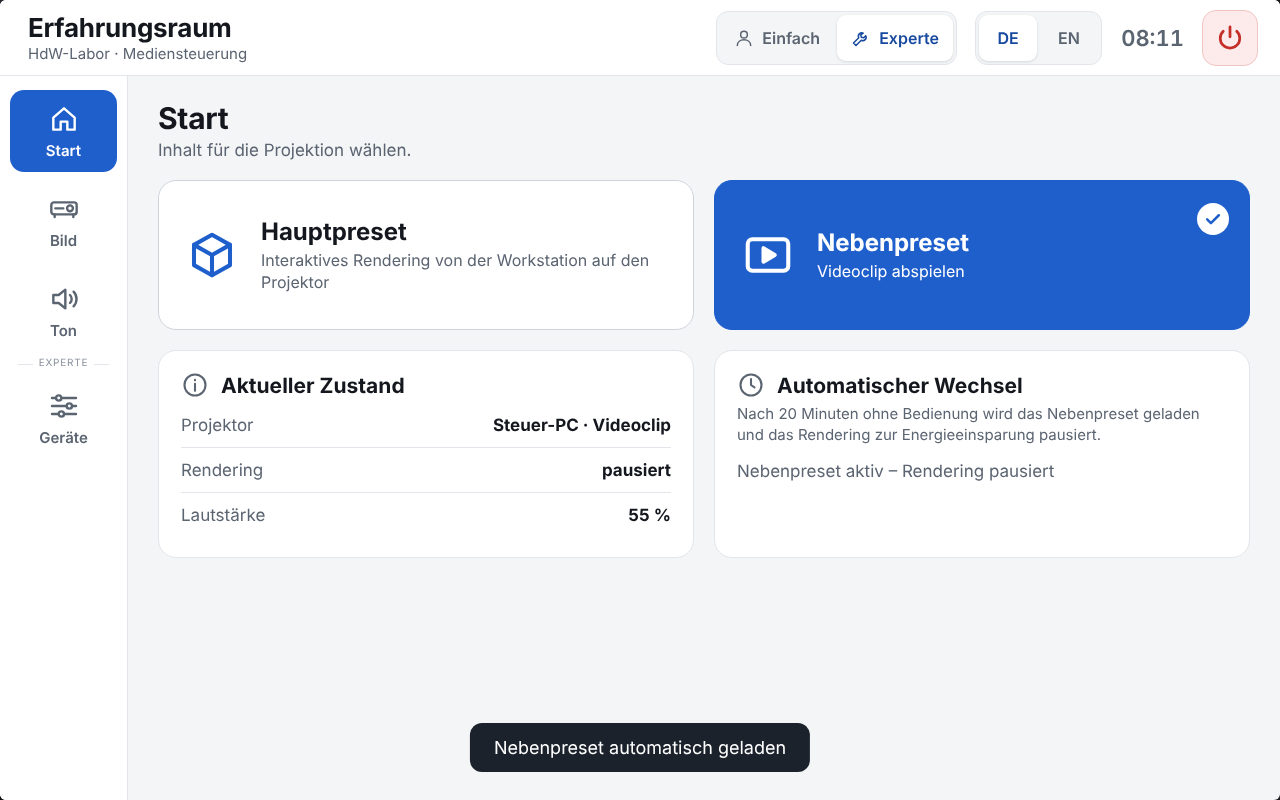 Erfahrungsraum
HdW-Labor · Mediensteuerung
Einfach
Experte
DE
EN
08:11
Start
Bild
Ton
EXPERTE
Geräte
Start
Inhalt für die Projektion wählen.
Hauptpreset
Interaktives Rendering von der Workstation auf den
Projektor
Nebenpreset
Videoclip abspielen
Aktueller Zustand
Projektor
Steuer-PC · Videoclip
Rendering
pausiert
Lautstärke
55 %
Automatischer Wechsel
Nach 20 Minuten ohne Bedienung wird das Nebenpreset geladen
und das Rendering zur Energieeinsparung pausiert.
Nebenpreset aktiv – Rendering pausiert
Nebenpreset automatisch geladen